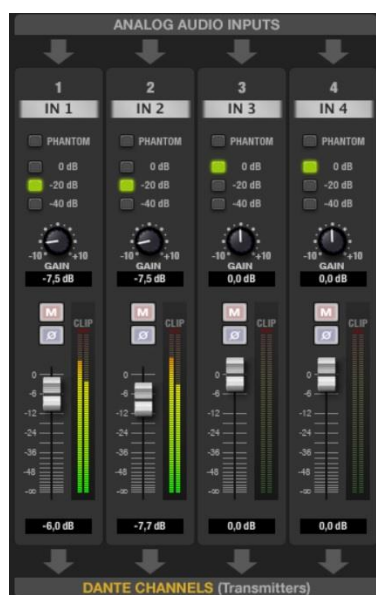 ANALOG AUDIO INPUTS
1 2 3 4
IN 1 IN 2 IN 3 IN 4
PHANTOM PHANTOM PHANTOM PHANTOM
0 dB 0 dB 0 dB 0 dB
-20 dB -20 dB -20 dB -20 dB
-40 dB -40 dB -40 dB -40 dB
-10 +10 -10 +10 -10 +10 -10 +10
GAIN GAIN GAIN GAIN
-7,5 dB -7,5 dB 0,0 dB 0,0 dB
M M M M
CLIP CLIP CLIP CLIP
Ø Ø Ø Ø
0 0 0 0
-6 -6 -6 -6
-12 -12 -12 -12
-24 -24 -24 -24
-36 -36 -36 -36
-48 -48 -48 -48
-∞ -∞ -∞ -∞
-6,0 dB -7,7 dB 0,0 dB 0,0 dB
DANTE CHANNELS (Transmitters)